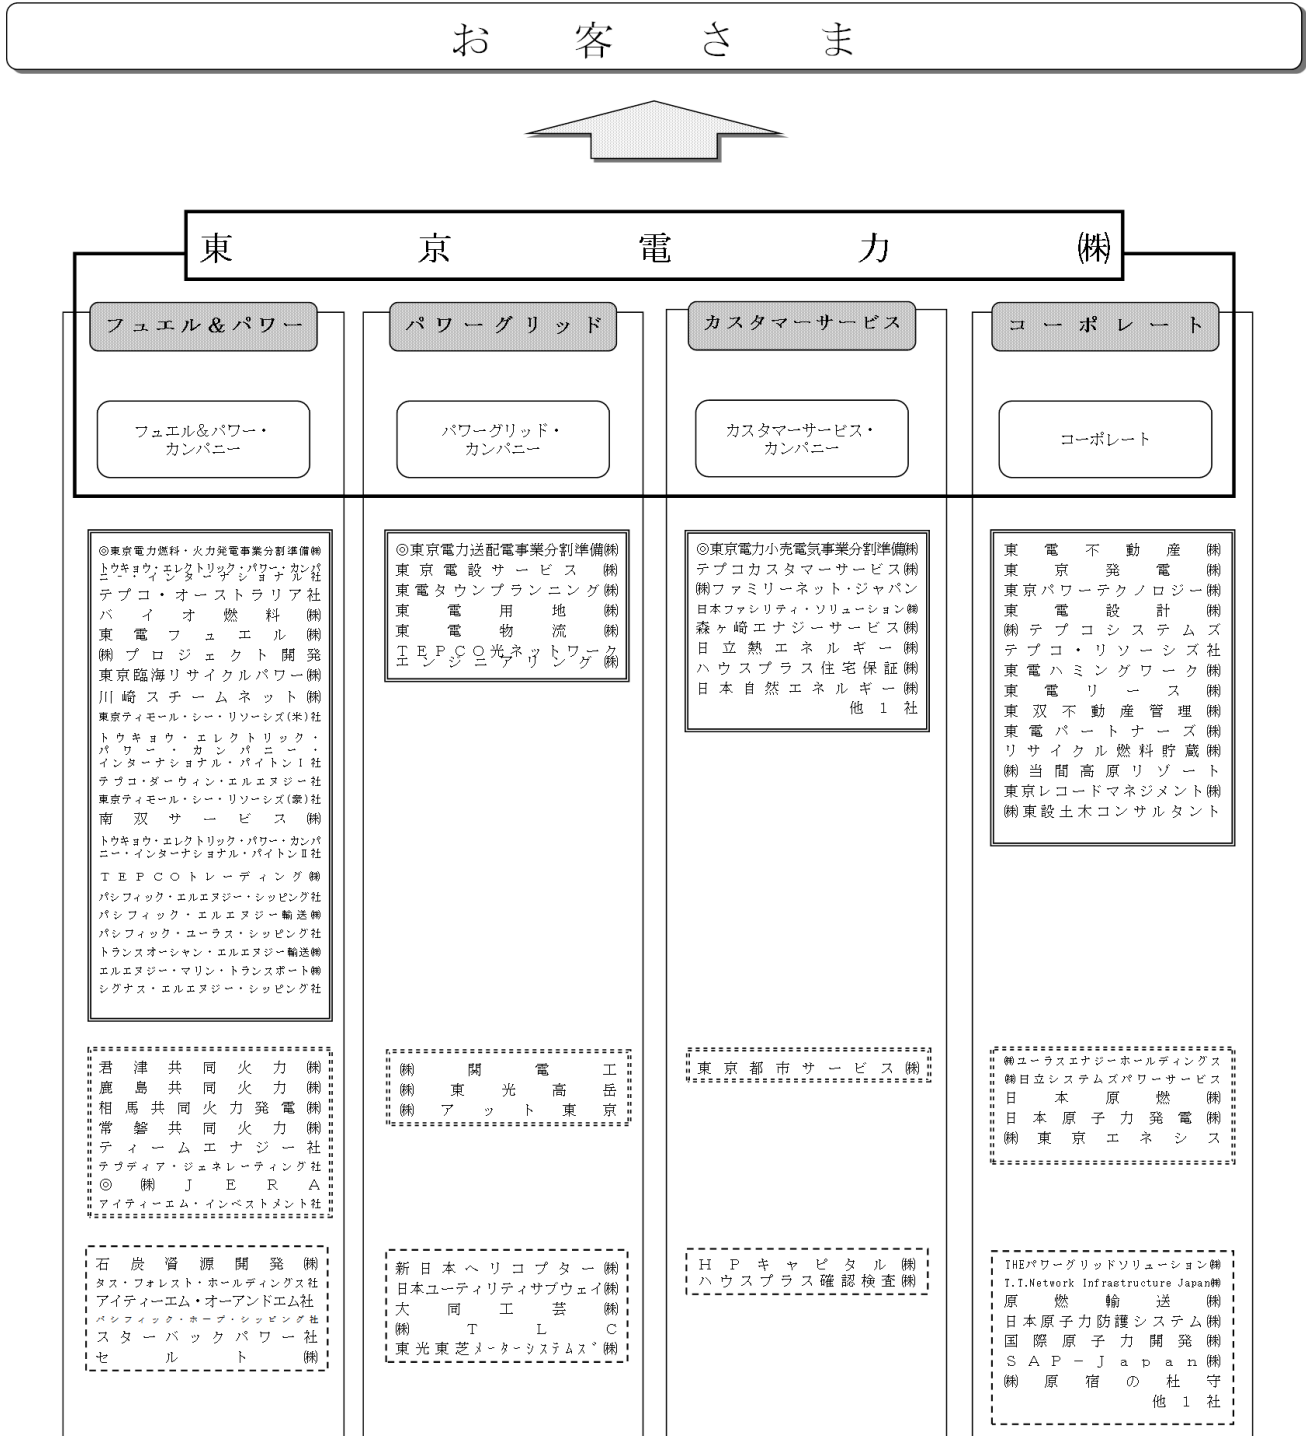 お客さま
東京電力㈱
フュエル&パワー
フュエル&パワー・
カンパニー
◎東京電力燃料・火力発電事業分割準備㈱
トウキョウ・エレクトリック・パワー・カンパ
ニー・インターナショナル社
テプコ・オーストラリア社
バイオ燃料㈱
東電フュエル㈱
㈱プロジェクト開発
東京臨海リサイクルパワー㈱
川崎スチームネット㈱
東京ティモール・シー・リソーシズ(米)社
トウキョウ・エレクトリック・
パワー・カンパニー・
インターナショナル・パイトンⅠ社
テプコ・ダーウィン・エルエヌジー社
東京ティモール・シー・リソーシズ(豪)社
南双サービス㈱
トウキョウ・エレクトリック・パワー・カンパ
ニー・インターナショナル・パイトンⅡ社
TEPCOトレーディング㈱
パシフィック・エルエヌジー・シッピング社
パシフィック・エルエヌジー輸送㈱
パシフィック・ユーラス・シッピング社
トランスオーシャン・エルエヌジー輸送㈱
エルエヌジー・マリン・トランスポート㈱
シグナス・エルエヌジー・シッピング社
君津共同火力㈱
鹿島共同火力㈱
相馬共同火力発電㈱
常磐共同火力㈱
ティームエナジー社
テプディア・ジェネレーティング社
◎㈱JERA
アイティーエム・インベストメント社
石炭資源開発㈱
タス・フォレスト・ホールディングス社
アイティーエム・オーアンドエム社
パシフィック・ホープ・シッピング社
スターバックパワー社
セルト㈱
パワーグリッド
パワーグリッド・
カンパニー
◎東京電力送配電事業分割準備㈱
東京電設サービス㈱
東電タウンプランニング㈱
東電用地㈱
東電物流㈱
TEPCO光ネットワーク
エンジニアリング㈱
㈱関電工
㈱東光高岳
㈱アット東京
新日本ヘリコプター㈱
日本ユーティリティサブウェイ㈱
大同工芸㈱
㈱TLC
東光東芝メーターシステムズ㈱
カスタマーサービス
カスタマーサービス・
カンパニー
◎東京電力小売電気事業分割準備㈱
テプコカスタマーサービス㈱
㈱ファミリーネット・ジャパン
日本ファシリティ・ソリューション㈱
森ヶ崎エナジーサービス㈱
日立熱エネルギー㈱
ハウスプラス住宅保証㈱
日本自然エネルギー㈱
他1社
東京都市サービス㈱
HPキャピタル㈱
ハウスプラス確認検査㈱
コーポレート
コーポレート
東電不動産㈱
東京発電㈱
東京パワーテクノロジー㈱
東電設計㈱
㈱テプコシステムズ
テプコ・リソーシズ社
東電ハミングワーク㈱
東電リース㈱
東双不動産管理㈱
東電パートナーズ㈱
リサイクル燃料貯蔵㈱
㈱当間高原リゾート
東京レコードマネジメント㈱
㈱東設土木コンサルタント
㈱ユーラスエナジーホールディングス
㈱日立システムズパワーサービス
日本原燃㈱
日本原子力発電㈱
㈱東京エネシス
THEパワーグリッドソリューション㈱
T.T.Network Infrastructure Japan㈱
原燃輸送㈱
日本原子力防護システム㈱
国際原子力開発㈱
SAP-Japan㈱
㈱原宿の杜守
他1社